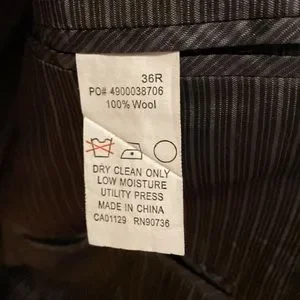 36R
PO# 4900038706
100% Wool
DRY CLEAN ONLY
LOW MOISTURE
UTILITY PRESS
MADE IN CHINA
CA01129 RN90736